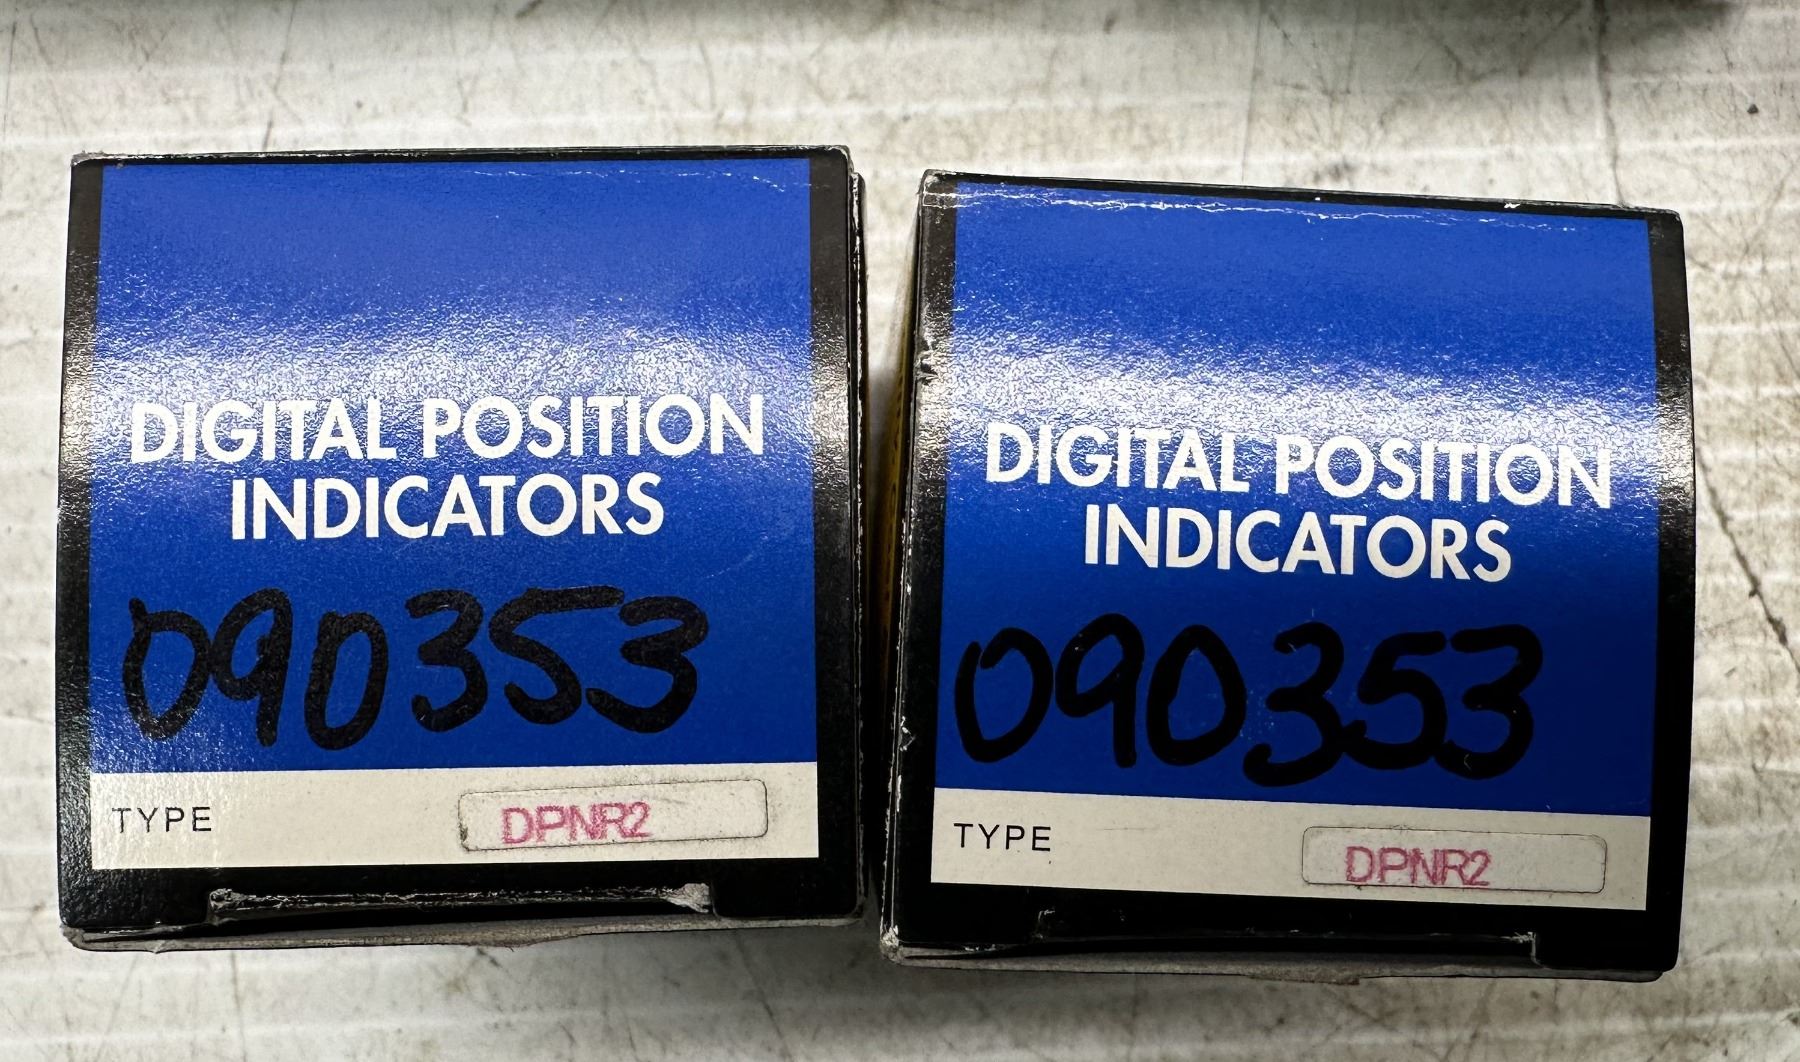 DIGITAL POSITION
INDICATORS
090353
TYPE DPNR2
DIGITAL POSITION
INDICATORS
090353
TYPE DPNR2